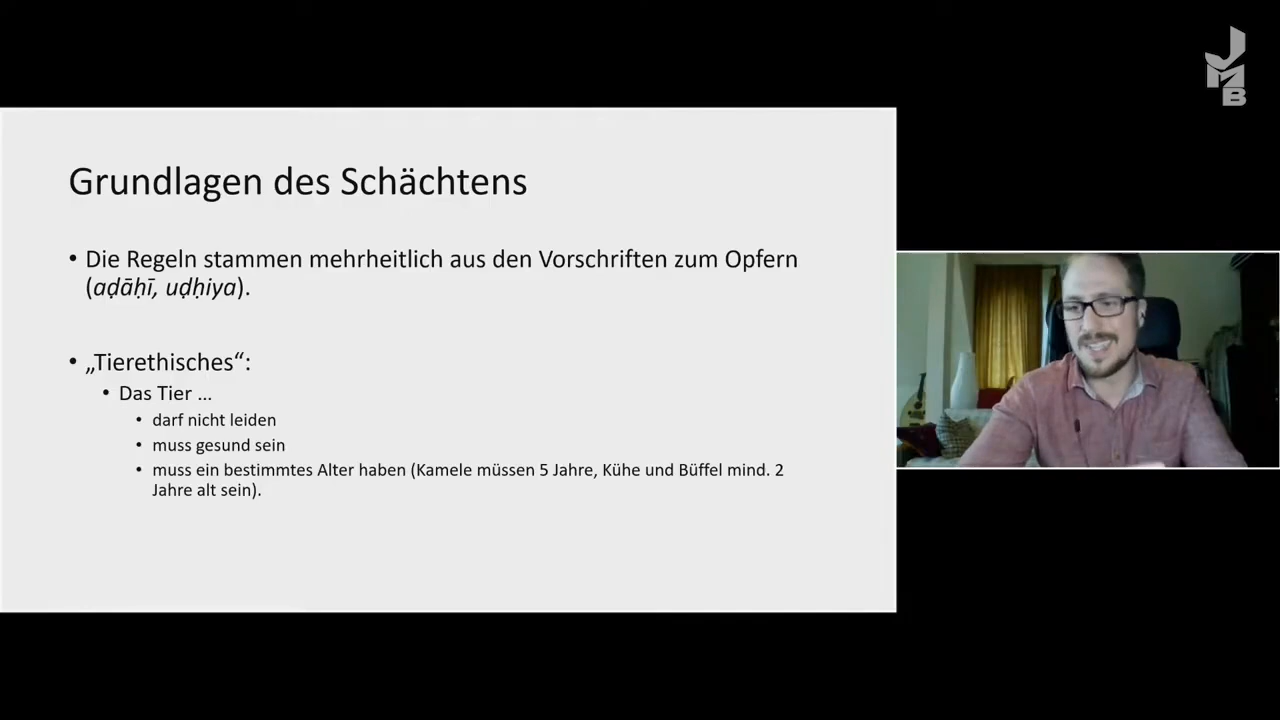 JMB
Grundlagen des Schächtens
• Die Regeln stammen mehrheitlich aus den Vorschriften zum Opfern
(aḍāḥī, uḍḥiya).
• „Tierethisches“:
• Das Tier ...
• darf nicht leiden
• muss gesund sein
• muss ein bestimmtes Alter haben (Kamele müssen 5 Jahre, Kühe und Büffel mind. 2
Jahre alt sein).